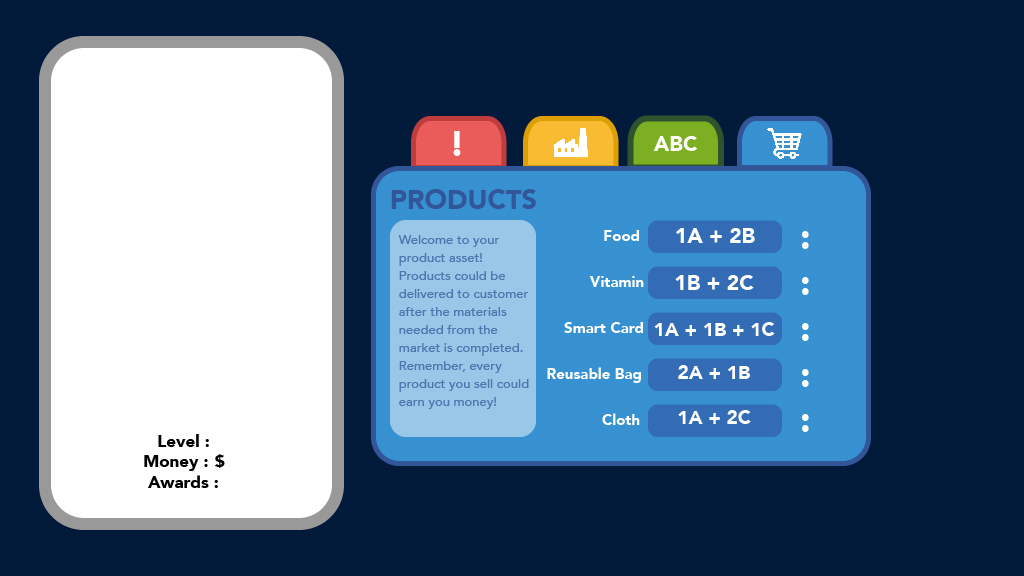 !
ABC
PRODUCTS
Welcome to your
product asset!
Products could be
delivered to customer
after the materials
needed from the
market is completed.
Remember, every
product you sell could
earn you money!
Food 1A + 2B :
Vitamin 1B + 2C :
Smart Card 1A + 1B + 1C :
Reusable Bag 2A + 1B :
Cloth 1A + 2C :
Level :
Money : $
Awards :